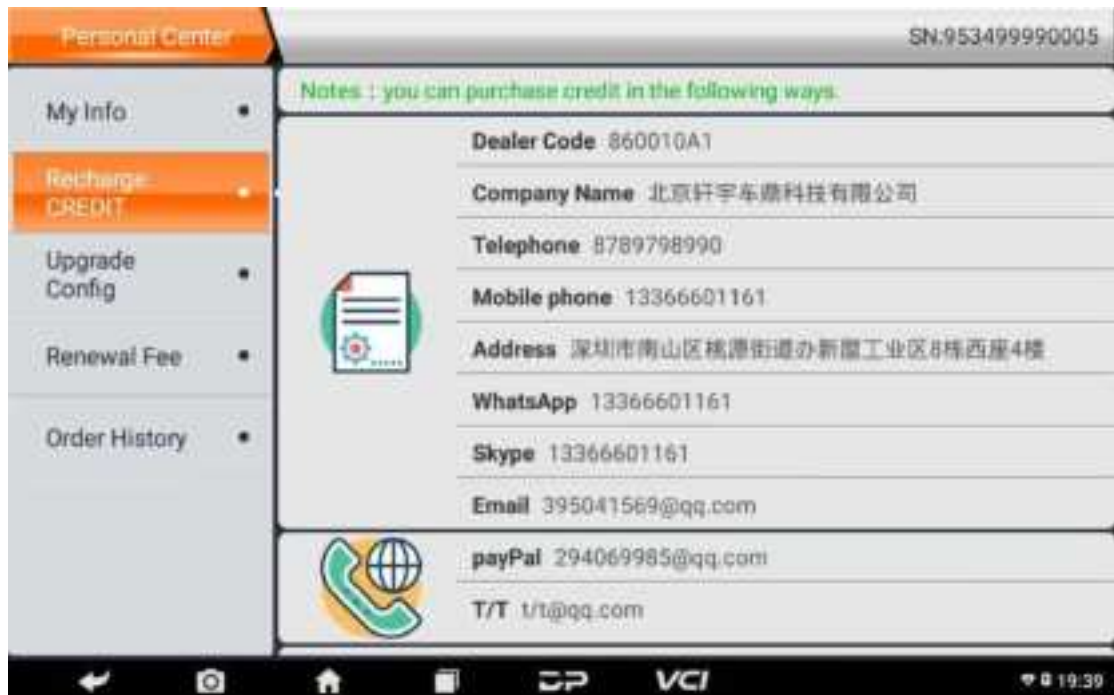 Personal Center
SN:953499990005
Notes : you can purchase credit in the following ways.
My Info
Recharge
CREDIT
Upgrade
Config
Renewal Fee
Order History
Dealer Code 860010A1
Company Name 北京轩宇车鼎科技有限公司
Telephone 8789798990
Mobile phone 13366601161
Address 深圳市南山区桃源街道办新屋工业区8栋西座4楼
WhatsApp 13366601161
Skype 13366601161
Email 395041569@qq.com
payPal 294069985@qq.com
T/T t/t@qq.com
DP
VCI
19:39